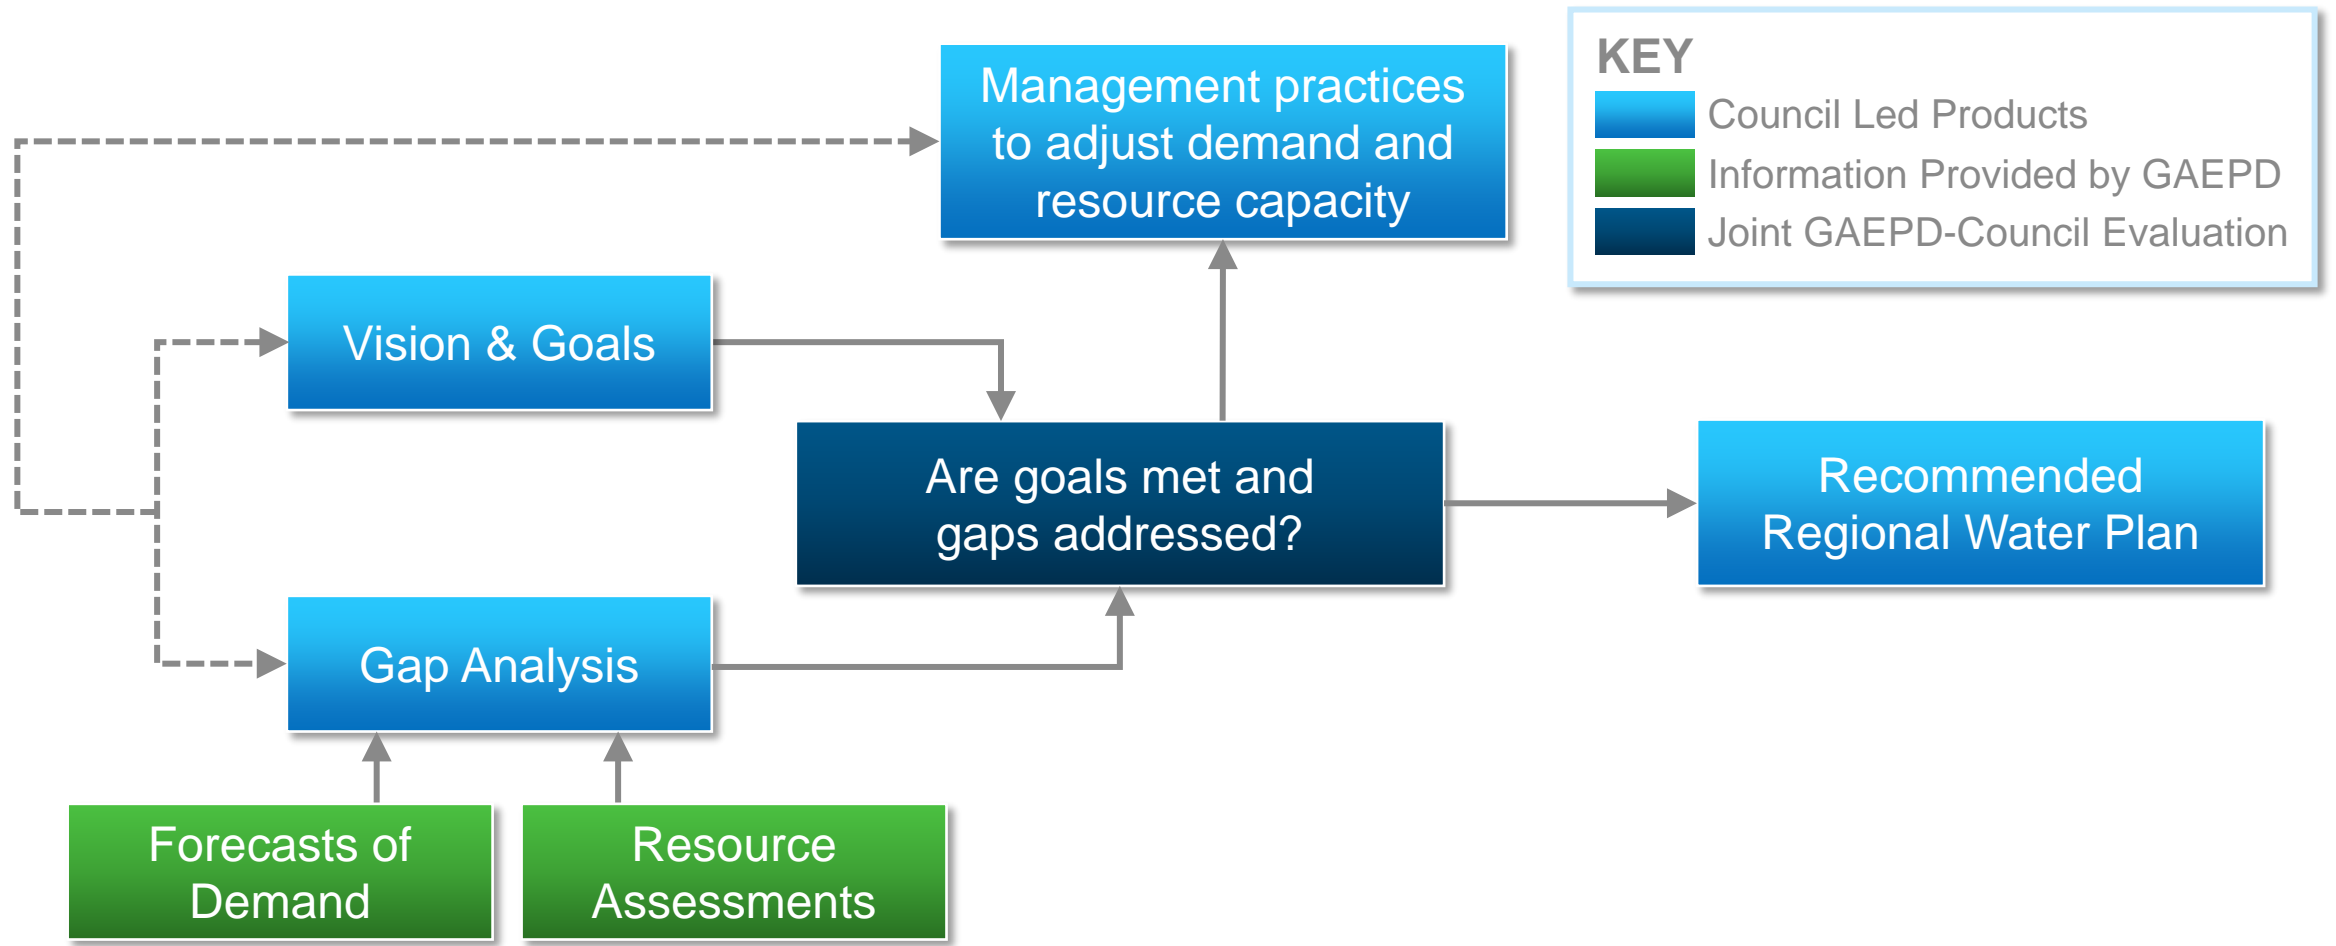 Management practices
to adjust demand and
resource capacity
KEY
Council Led Products
Information Provided by GAEPD
Joint GAEPD-Council Evaluation
Vision & Goals
Are goals met and
gaps addressed?
Recommended
Regional Water Plan
Gap Analysis
Forecasts of
Demand
Resource
Assessments